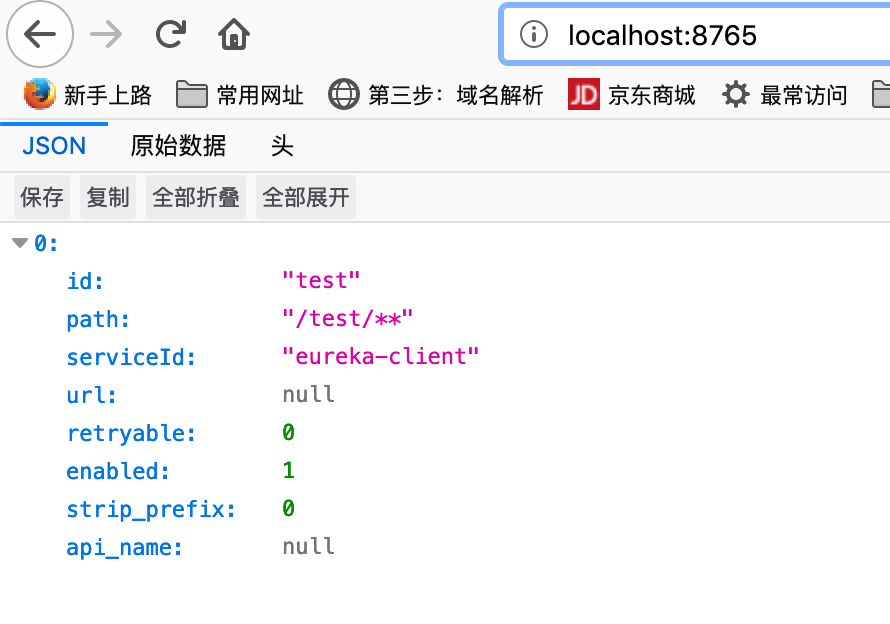 localhost:8765
新手上路 常用网址 第三步：域名解析 JD 京东商城 最常访问
JSON 原始数据 头
保存 复制 全部折叠 全部展开
0:
id: "test"
path: "/test/**"
serviceId: "eureka-client"
url: null
retryable: 0
enabled: 1
strip_prefix: 0
api_name: null